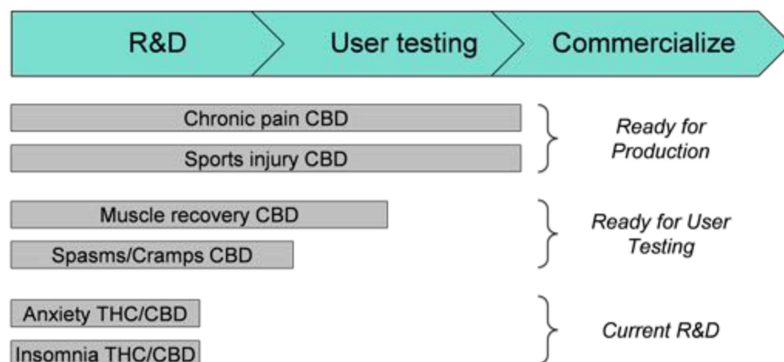 R&D
User testing
Commercialize
Chronic pain CBD
Sports injury CBD
Ready for
Production
Muscle recovery CBD
Spasms/Cramps CBD
Ready for User
Testing
Anxiety THC/CBD
Insomnia THC/CBD
Current R&D